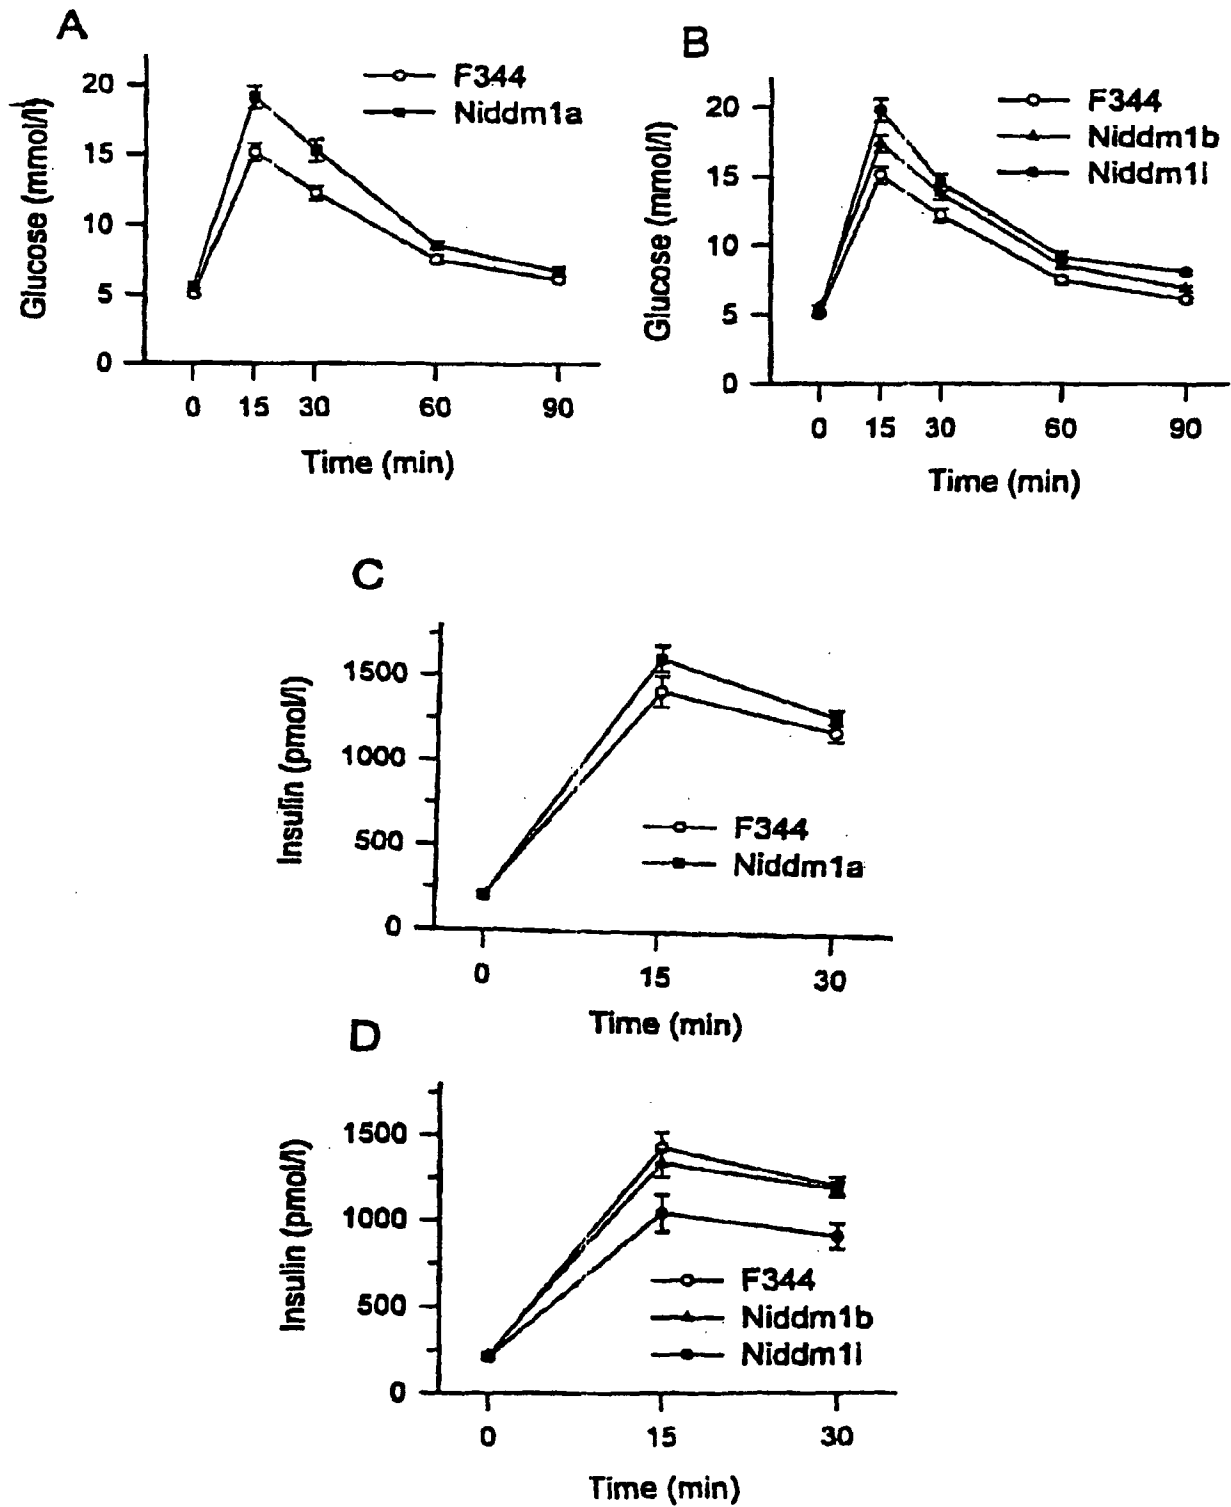 A
Glucose (mmol/l)
20
15
10
5
0
0 15 30 60 90
Time (min)
F344
Niddm1a
B
Glucose (mmol/l)
20
15
10
5
0
0 15 30 60 90
Time (min)
F344
Niddm1b
Niddm1i
C
Insulin (pmol/l)
1500
1000
500
0
0 15 30
Time (min)
F344
Niddm1a
D
Insulin (pmol/l)
1500
1000
500
0
0 15 30
Time (min)
F344
Niddm1b
Niddm1i